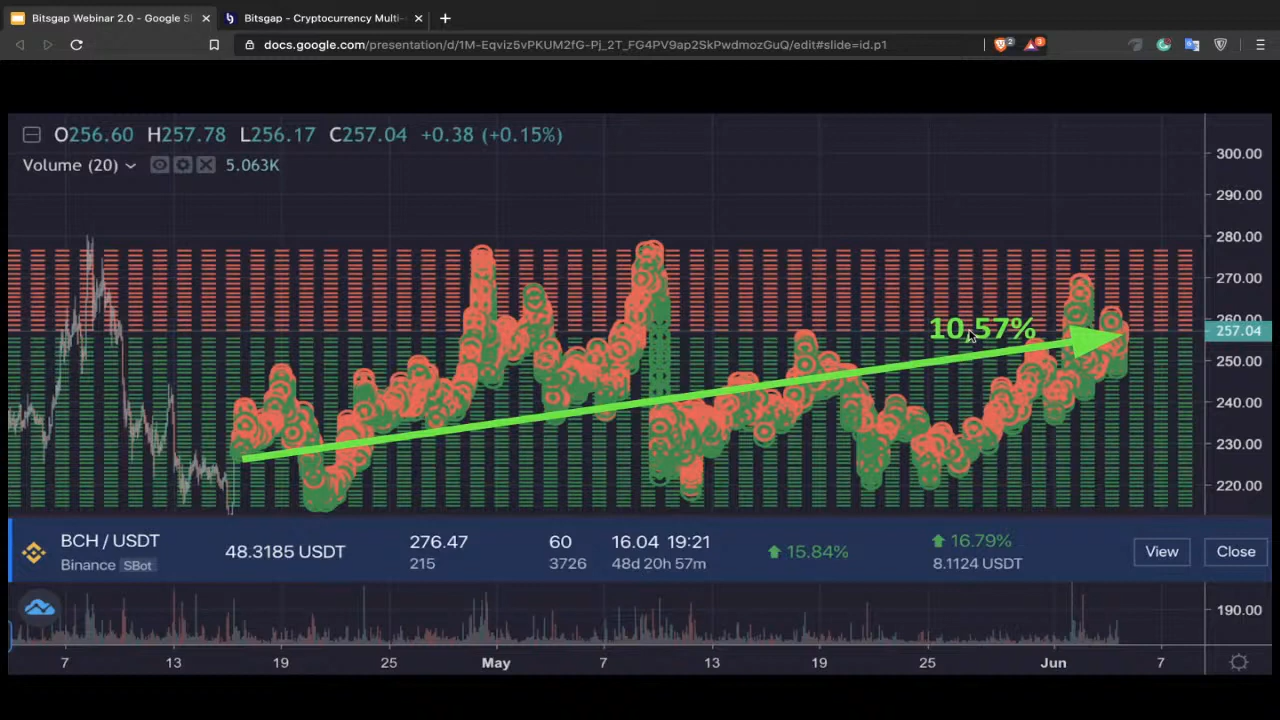 Bitsgap Webinar 2.0 - Google Sl
Bitsgap - Cryptocurrency Multi-
docs.google.com/presentation/d/1M-Eqviz5vPKUM2fG-Pj_2T_FG4PV9ap2SkPwdmozGuQ/edit#slide=id.p1
2
3
O256.60 H257.78 L256.17 C257.04 +0.38 (+0.15%)
Volume (20) 5.063K
300.00
290.00
280.00
270.00
260.00
257.04
250.00
240.00
230.00
220.00
10.57%
BCH / USDT
Binance SBot
48.3185 USDT
276.47
215
60
3726
16.04 19:21
48d 20h 57m
15.84%
16.79%
8.1124 USDT
View
Close
190.00
7 13 19 25 May 7 13 19 25 Jun 7